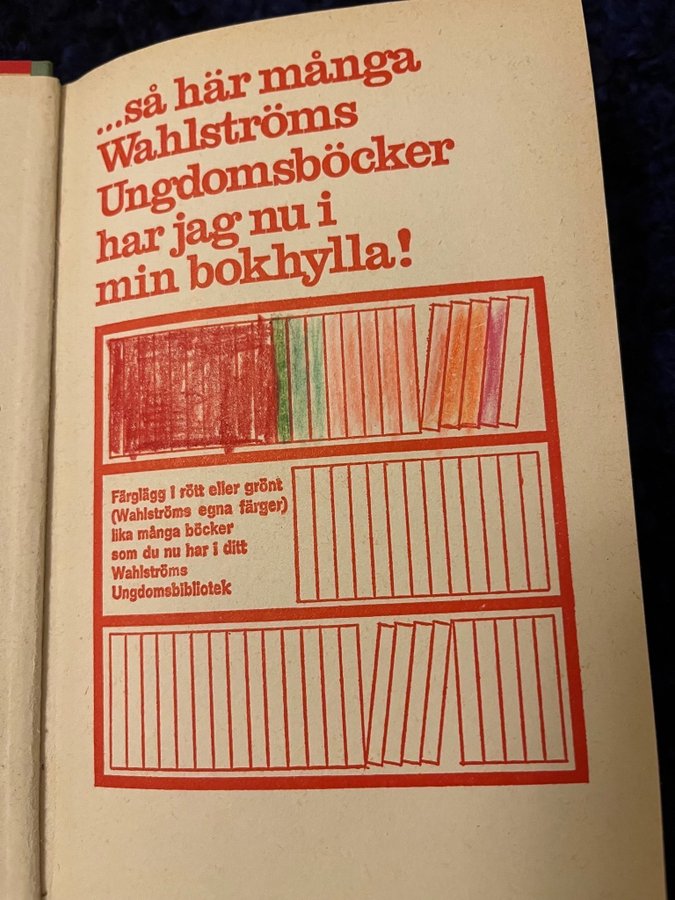 ...så här många
Wahlströms
Ungdomsböcker
har jag nu i
min bokhylla!
Färglägg i rött eller grönt
(Wahlströms egna färger)
lika många böcker
som du nu har i ditt
Wahlströms
Ungdomsbibliotek